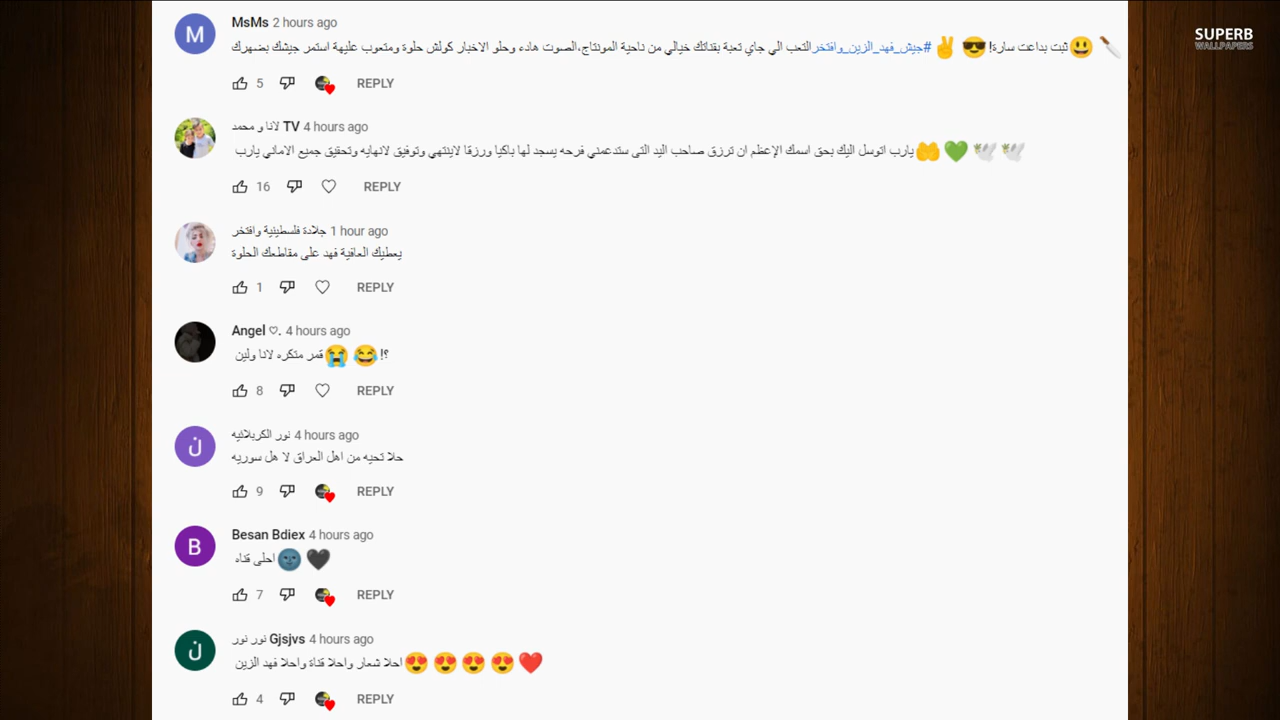 SUPERB
WALLPAPERS
MsMs 2 hours ago
ثبت بداعت سارة! #جيش_فهد_الزين_وافتخر التعب الي جاي تعبة بقناتك خيالي من ناحية المونتاج،الصوت هادء وحلو الاخبار كولش حلوة ومتعوب عليهة استمر جيشك بضهرك
5 REPLY
لانا و محمد TV 4 hours ago
يارب اتوسل اليك بحق اسمك الإعظم ان ترزق صاحب اليد التى ستدعمني فرحه يسجد لها باكيا ورزقا لاينتهي وتوفيق لانهايه وتحقيق جميع الاماني يارب
16 REPLY
جلادة فلسطينية وافتخر 1 hour ago
يعطيك العافية فهد على مقاطعك الحلوة
1 REPLY
Angel ♡. 4 hours ago
قمر متكره لانا ولين 😭😂!؟
8 REPLY
نور الكربلائيه 4 hours ago
حلا تحيه من اهل العراق لا هل سوريه
9 REPLY
B
Besan Bdiex 4 hours ago
احلى قناه 🌚🖤
7 REPLY
نور نور Gjsjvs 4 hours ago
احلا شعار واحلا قناة واحلا فهد الزين 😍😍😍😍❤️
4 REPLY